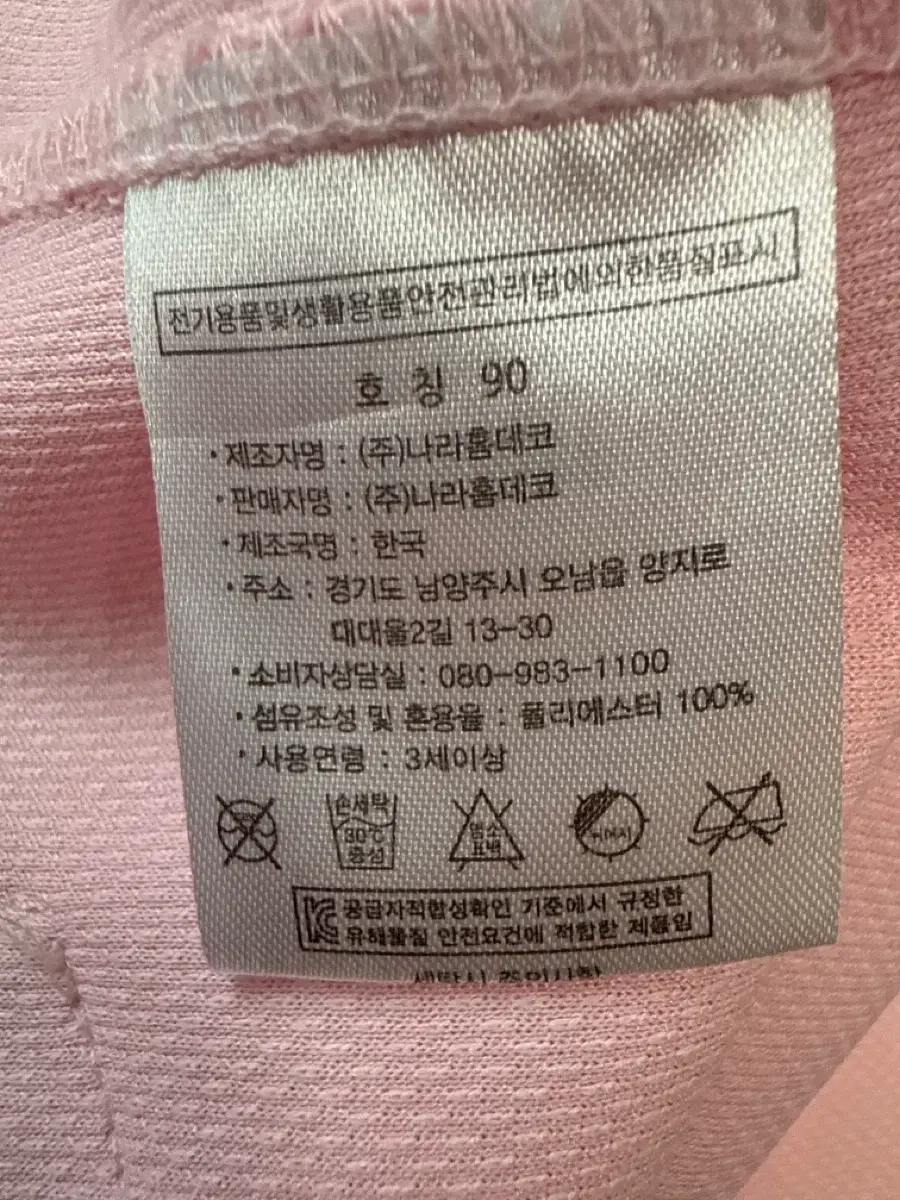 전기용품및생활용품안전관리법에의한품질표시
호 칭 90
· 제조자명 : (주)나라홈데코
· 판매자명 : (주)나라홈데코
· 제조국명 : 한국
· 주소 : 경기도 남양주시 오남읍 양지로
대대울2길 13-30
· 소비자상담실 : 080-983-1100
· 섬유조성 및 혼용율 : 폴리에스터 100%
· 사용연령 : 3세이상
손세탁
30℃
중성
염소
표백
공급자적합성확인 기준에서 규정한
유해물질 안전요건에 적합한 제품임